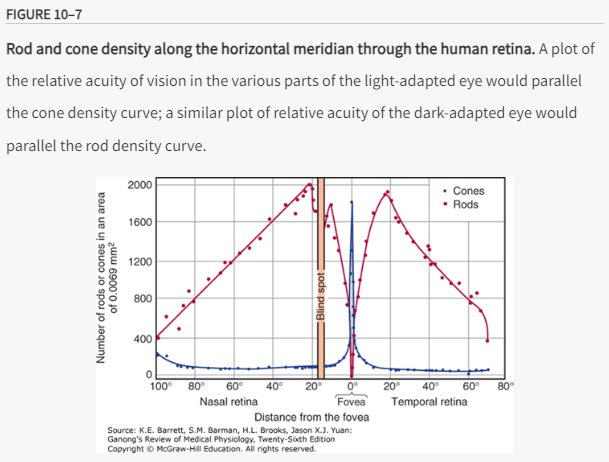 FIGURE 10–7
Rod and cone density along the horizontal meridian through the human retina. A plot of
the relative acuity of vision in the various parts of the light-adapted eye would parallel
the cone density curve; a similar plot of relative acuity of the dark-adapted eye would
parallel the rod density curve.
Number of rods or cones in an area
of 0.0069 mm²
2000
1600
1200
800
400
0
Cones
Rods
Blind spot
100° 80° 60° 40° 20° 0° 20° 40° 60° 80°
Nasal retina Fovea Temporal retina
Distance from the fovea
Source: K.E. Barrett, S.M. Barman, H.L. Brooks, Jason X.J. Yuan:
Ganong's Review of Medical Physiology, Twenty-Sixth Edition
Copyright © McGraw-Hill Education. All rights reserved.